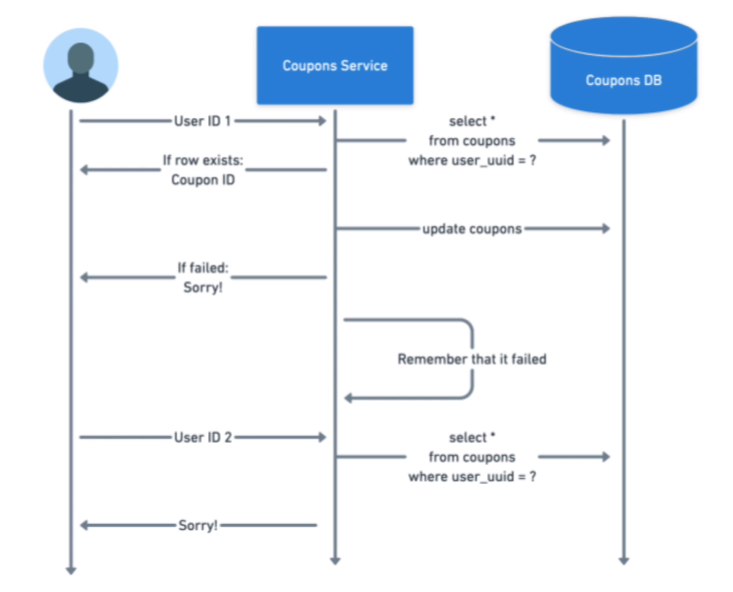 Coupons Service
Coupons DB
User ID 1
select *
from coupons
where user_uuid = ?
If row exists:
Coupon ID
update coupons
If failed:
Sorry!
Remember that it failed
User ID 2
select *
from coupons
where user_uuid = ?
Sorry!